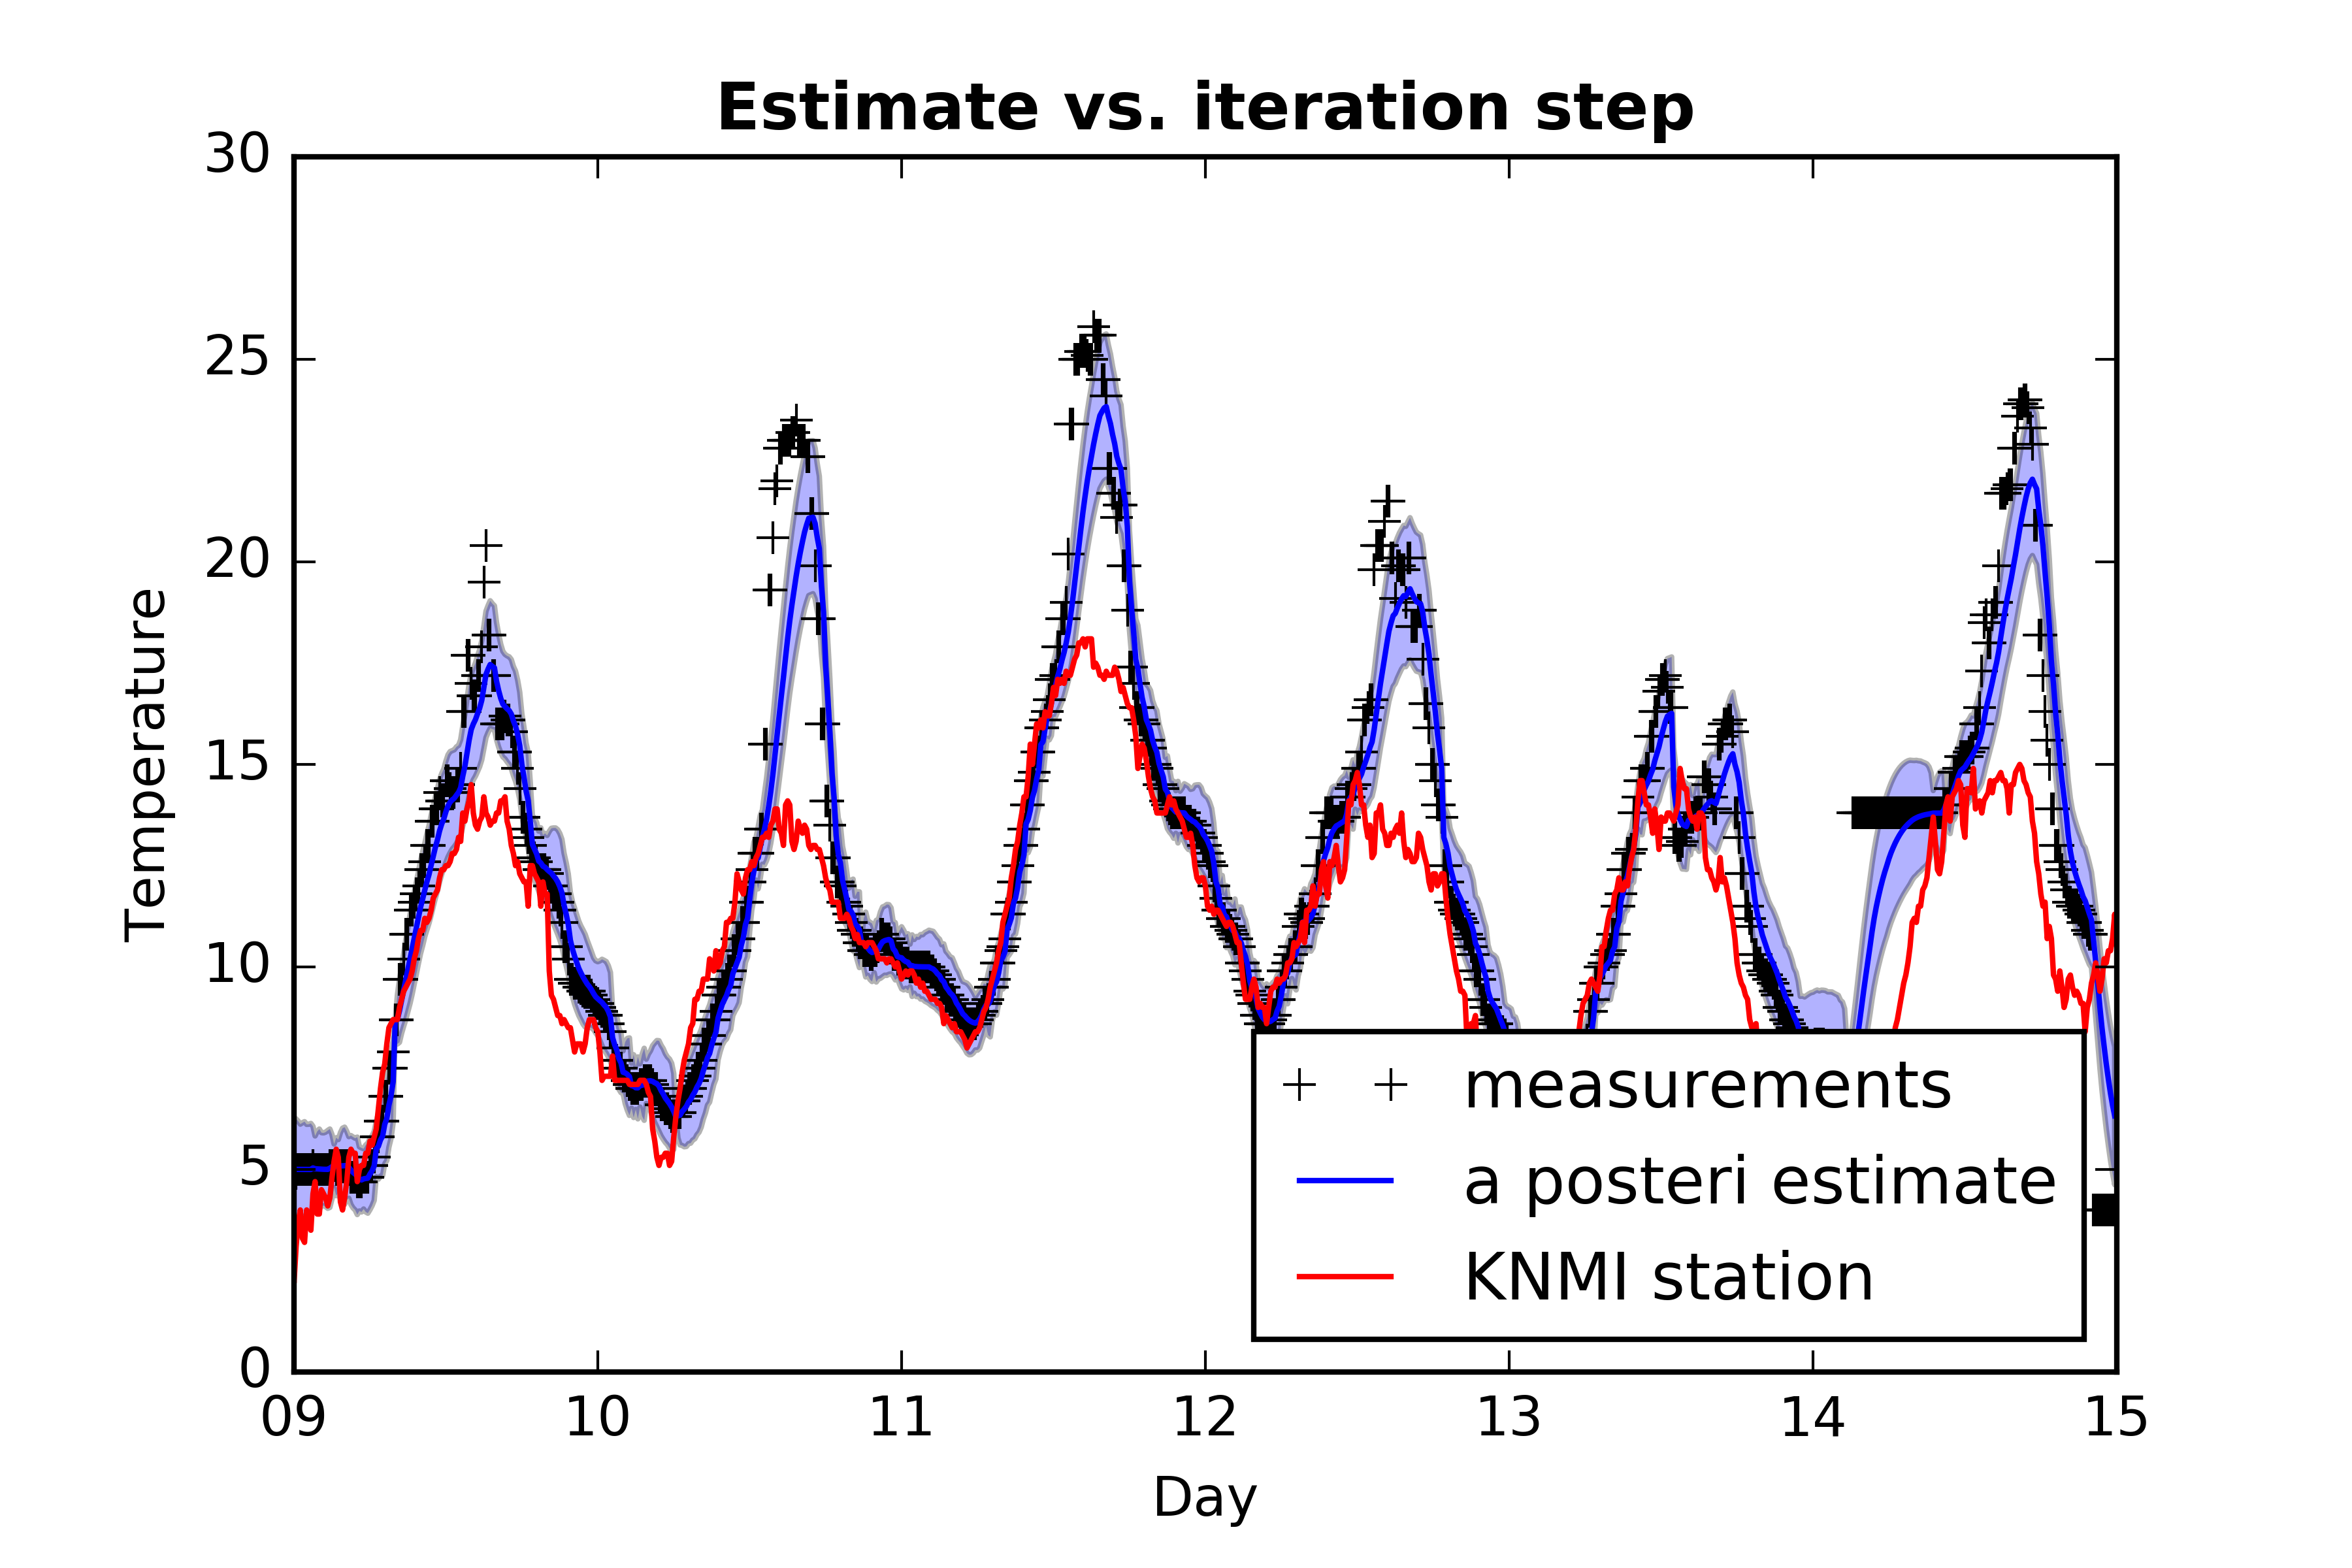 Estimate vs. iteration step
30
25
20
15
10
5
0
Temperature
measurements
a posteri estimate
KNMI station
09 10 11 12 13 14 15
Day